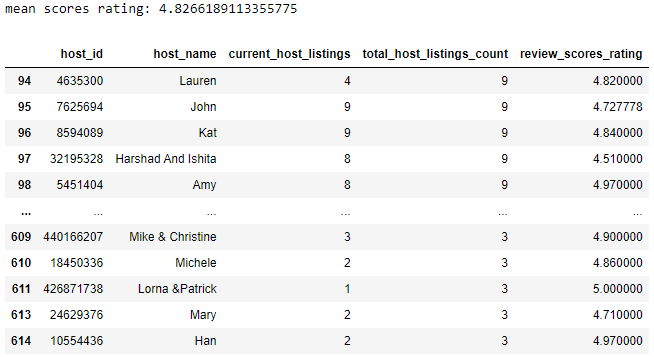 mean scores rating: 4.8266189113355775
host_id host_name current_host_listings total_host_listings_count review_scores_rating
94 4635300 Lauren 4 9 4.820000
95 7625694 John 9 9 4.727778
96 8594089 Kat 9 9 4.840000
97 32195328 Harshad And Ishita 8 9 4.510000
98 5451404 Amy 8 9 4.970000
... ... ... ... ... ...
609 440166207 Mike & Christine 3 3 4.900000
610 18450336 Michele 2 3 4.860000
611 426871738 Lorna &Patrick 1 3 5.000000
613 24629376 Mary 2 3 4.710000
614 10554436 Han 2 3 4.970000